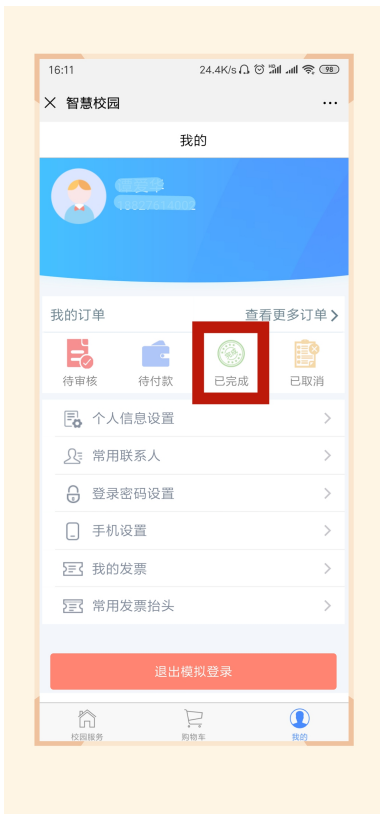 16:11 24.4K/s 98
智慧校园
我的
我的订单 查看更多订单
待审核 待付款 已完成 已取消
个人信息设置
常用联系人
登录密码设置
手机设置
我的发票
常用发票抬头
退出模拟登录
校园服务 购物车 我的